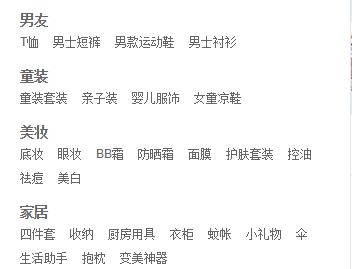 男友
T恤 男士短裤 男款运动鞋 男士衬衫
童装
童装套装 亲子装 婴儿服饰 女童凉鞋
美妆
底妆 眼妆 BB霜 防晒霜 面膜 护肤套装 控油
祛痘 美白
家居
四件套 收纳 厨房用具 衣柜 蚊帐 小礼物 伞
生活助手 抱枕 变美神器